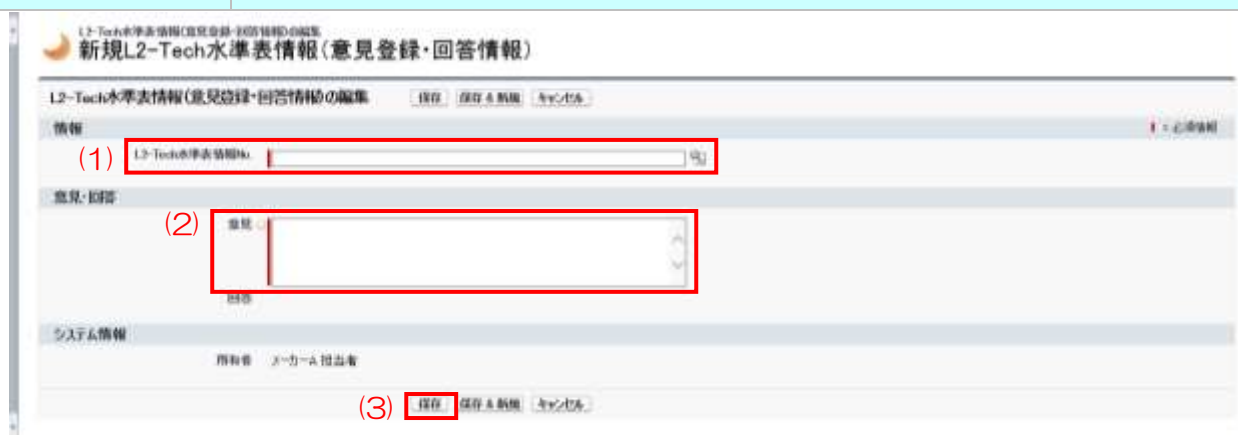 L2-Tech水準表情報(意見登録・回答情報)の編集
新規L2-Tech水準表情報(意見登録・回答情報)
L2-Tech水準表情報(意見登録・回答情報)の編集 保存 保存 & 新規 キャンセル
情報 = 必須情報
(1) L2-Tech水準表情報No.
意見・回答
(2) 意見
回答
システム情報
所有者 メーカーA 担当者
(3) 保存 保存 & 新規 キャンセル